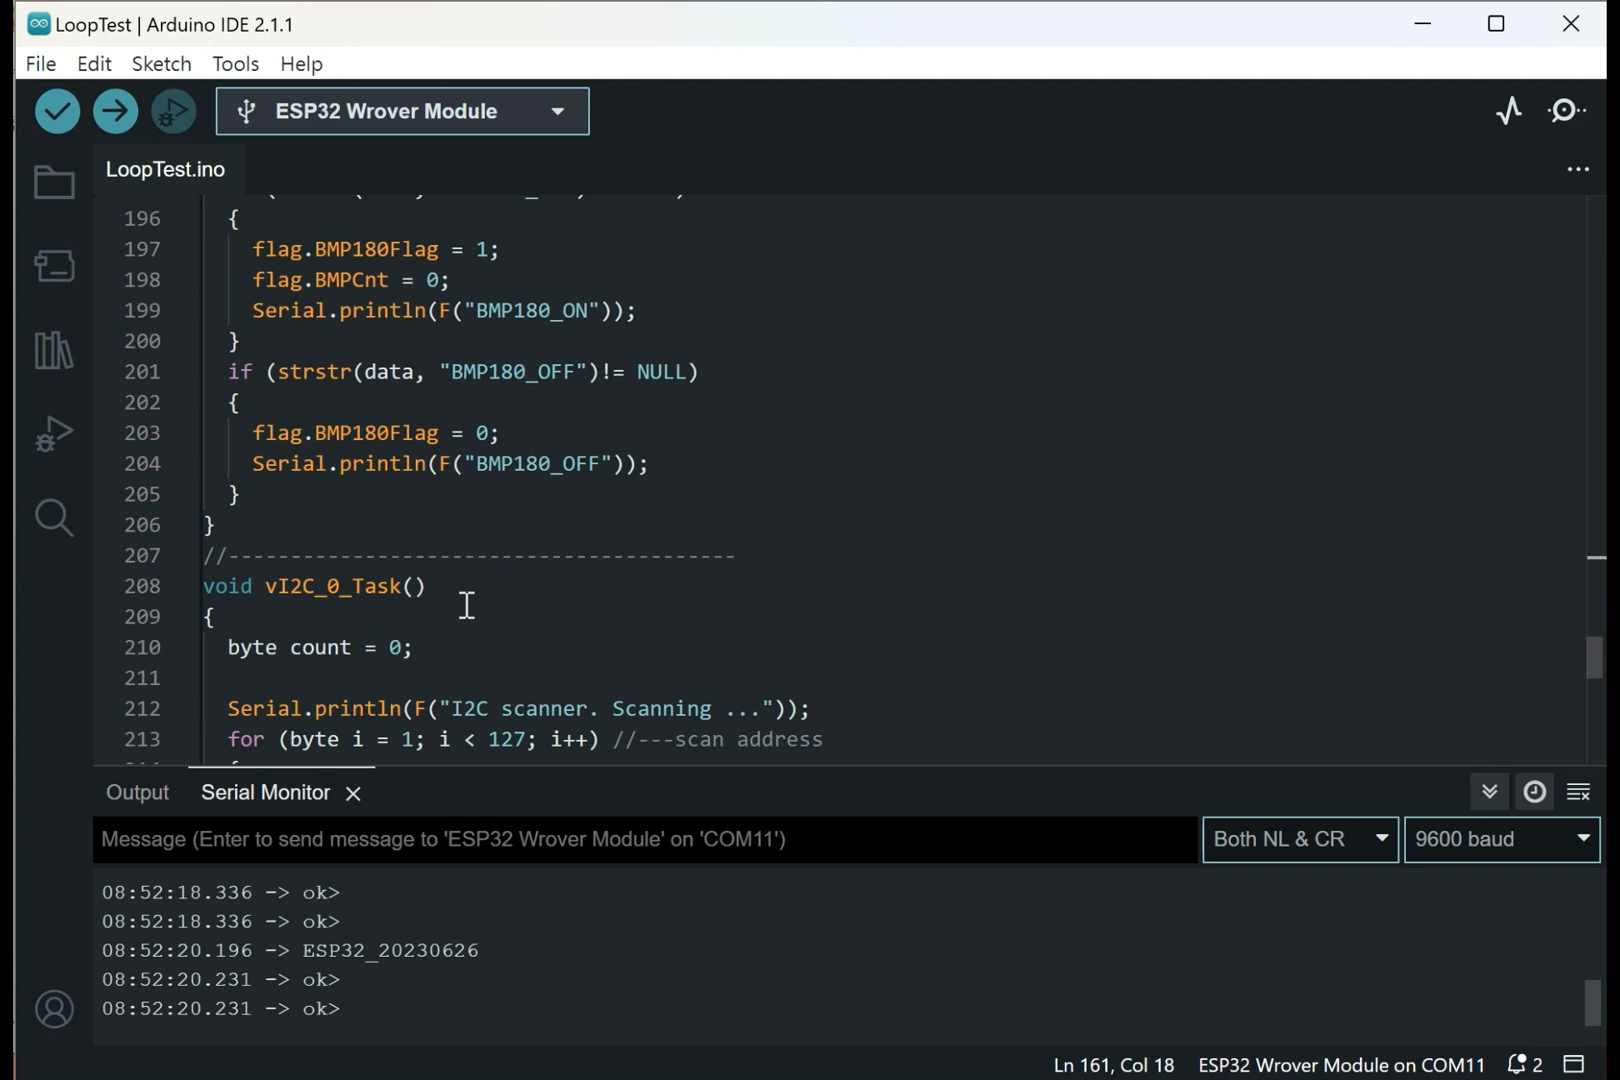 LoopTest | Arduino IDE 2.1.1
File Edit Sketch Tools Help
ESP32 Wrover Module
LoopTest.ino
196 {
197 flag.BMP180Flag = 1;
198 flag.BMPCnt = 0;
199 Serial.println(F("BMP180_ON"));
200 }
201 if (strstr(data, "BMP180_OFF")!= NULL)
202 {
203 flag.BMP180Flag = 0;
204 Serial.println(F("BMP180_OFF"));
205 }
206 }
207 //-----------------------------------------
208 void vI2C_0_Task()
209 {
210 byte count = 0;
211
212 Serial.println(F("I2C scanner. Scanning ..."));
213 for (byte i = 1; i < 127; i++) //---scan address
Output Serial Monitor
Message (Enter to send message to 'ESP32 Wrover Module' on 'COM11') Both NL & CR 9600 baud
08:52:18.336 -> ok>
08:52:18.336 -> ok>
08:52:20.196 -> ESP32_20230626
08:52:20.231 -> ok>
08:52:20.231 -> ok>
Ln 161, Col 18 ESP32 Wrover Module on COM11 2